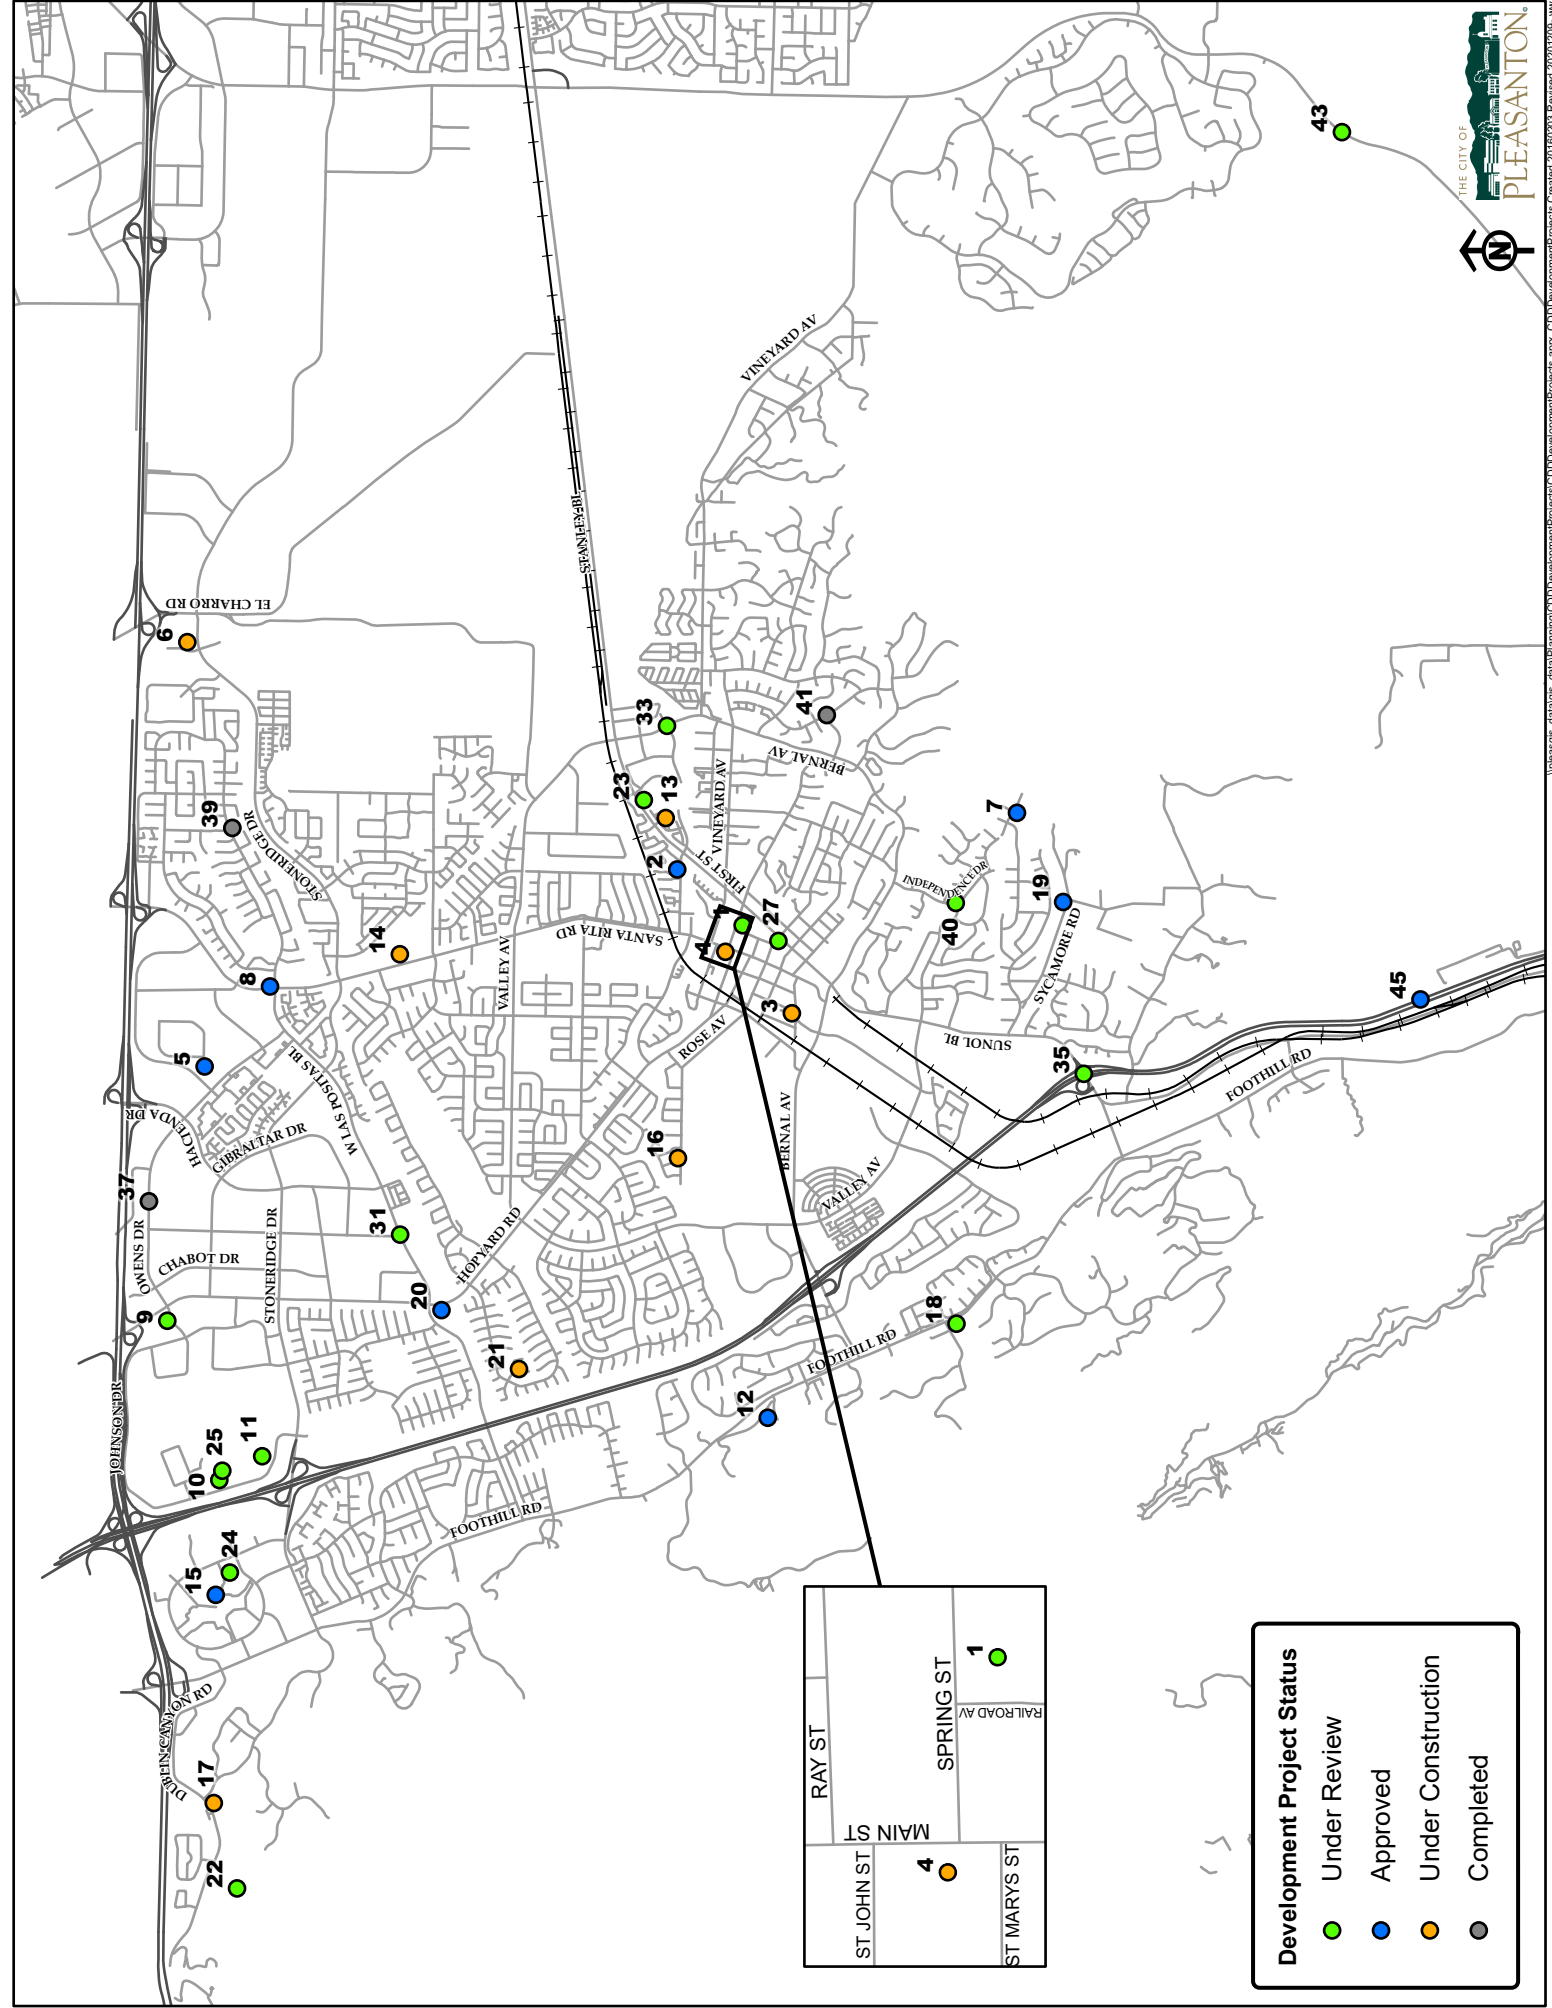 DUBLIN CANYON RD
22
17
15
24
10
25
11
JOHNSON DR
9
OWENS DR
37
CHABOT DR
STONERIDGE DR
HACIENDA DR
GIBRALTAR DR
5
8
39
STONERIDGE DR
6
EL CHARRO RD
W LAS POSITAS BL
31
20
HOPYARD RD
21
14
VALLEY AV
SANTA RITA RD
STANLEY BL
FOOTHILL RD
12
16
ROSE AV
BERNAL AV
3
4
1
27
2
FIRST ST
23
13
33
VINEYARD AV
BERNAL AV
41
VINEYARD AV
VALLEY AV
FOOTHILL RD
18
SUNOL BL
35
40
INDEPENDENCE DR
7
19
SYCAMORE RD
FOOTHILL RD
45
43
RAY ST
SPRING ST
1
RAILROAD AV
MAIN ST
ST JOHN ST
4
ST MARYS ST
Development Project Status
Under Review
Approved
Under Construction
Completed
N
THE CITY OF
PLEASANTON